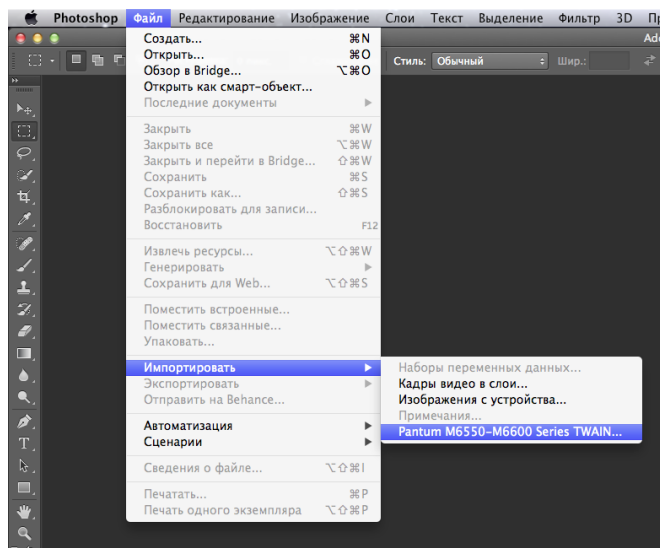 Photoshop Файл Редактирование Изображение Слои Текст Выделение Фильтр 3D
Создать... ⌘N
Открыть... ⌘O
Обзор в Bridge... ⌥⌘O
Открыть как смарт-объект...
Последние документы
Стиль: Обычный Шир.:
Закрыть ⌘W
Закрыть все ⌥⌘W
Закрыть и перейти в Bridge... ⇧⌘W
Сохранить ⌘S
Сохранить как... ⇧⌘S
Разблокировать для записи...
Восстановить F12
Извлечь ресурсы... ⌥⇧⌘W
Генерировать
Сохранить для Web... ⌥⇧⌘S
Поместить встроенные...
Поместить связанные...
Упаковать...
Импортировать
Экспортировать
Отправить на Behance...
Наборы переменных данных...
Кадры видео в слои...
Изображения с устройства...
Примечания...
Pantum M6550-M6600 Series TWAIN...
Автоматизация
Сценарии
Сведения о файле... ⌥⇧⌘I
Печатать... ⌘P
Печать одного экземпляра ⌥⇧⌘P